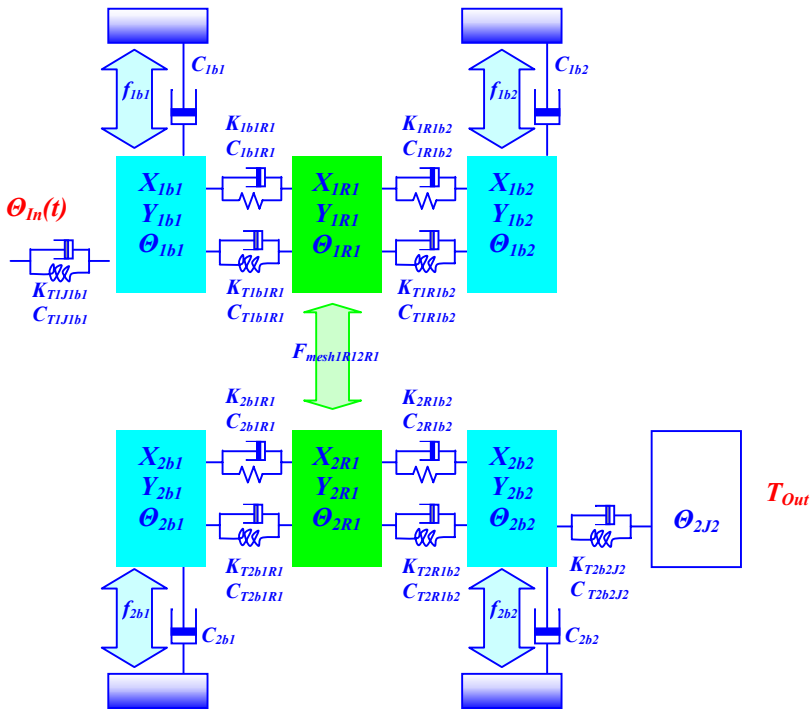 C1b1
C1b2
f1b1
f1b2
K1b1R1
C1b1R1
K1R1b2
C1R1b2
X1b1
Y1b1
Θ1b1
X1R1
Y1R1
Θ1R1
X1b2
Y1b2
Θ1b2
ΘIn(t)
KT1J1b1
CT1J1b1
KT1b1R1
CT1b1R1
KT1R1b2
CT1R1b2
Fmesh1R12R1
K2b1R1
C2b1R1
K2R1b2
C2R1b2
X2b1
Y2b1
Θ2b1
X2R1
Y2R1
Θ2R1
X2b2
Y2b2
Θ2b2
Θ2J2
TOut
KT2b1R1
CT2b1R1
KT2R1b2
CT2R1b2
KT2b2J2
CT2b2J2
f2b1
C2b1
f2b2
C2b2